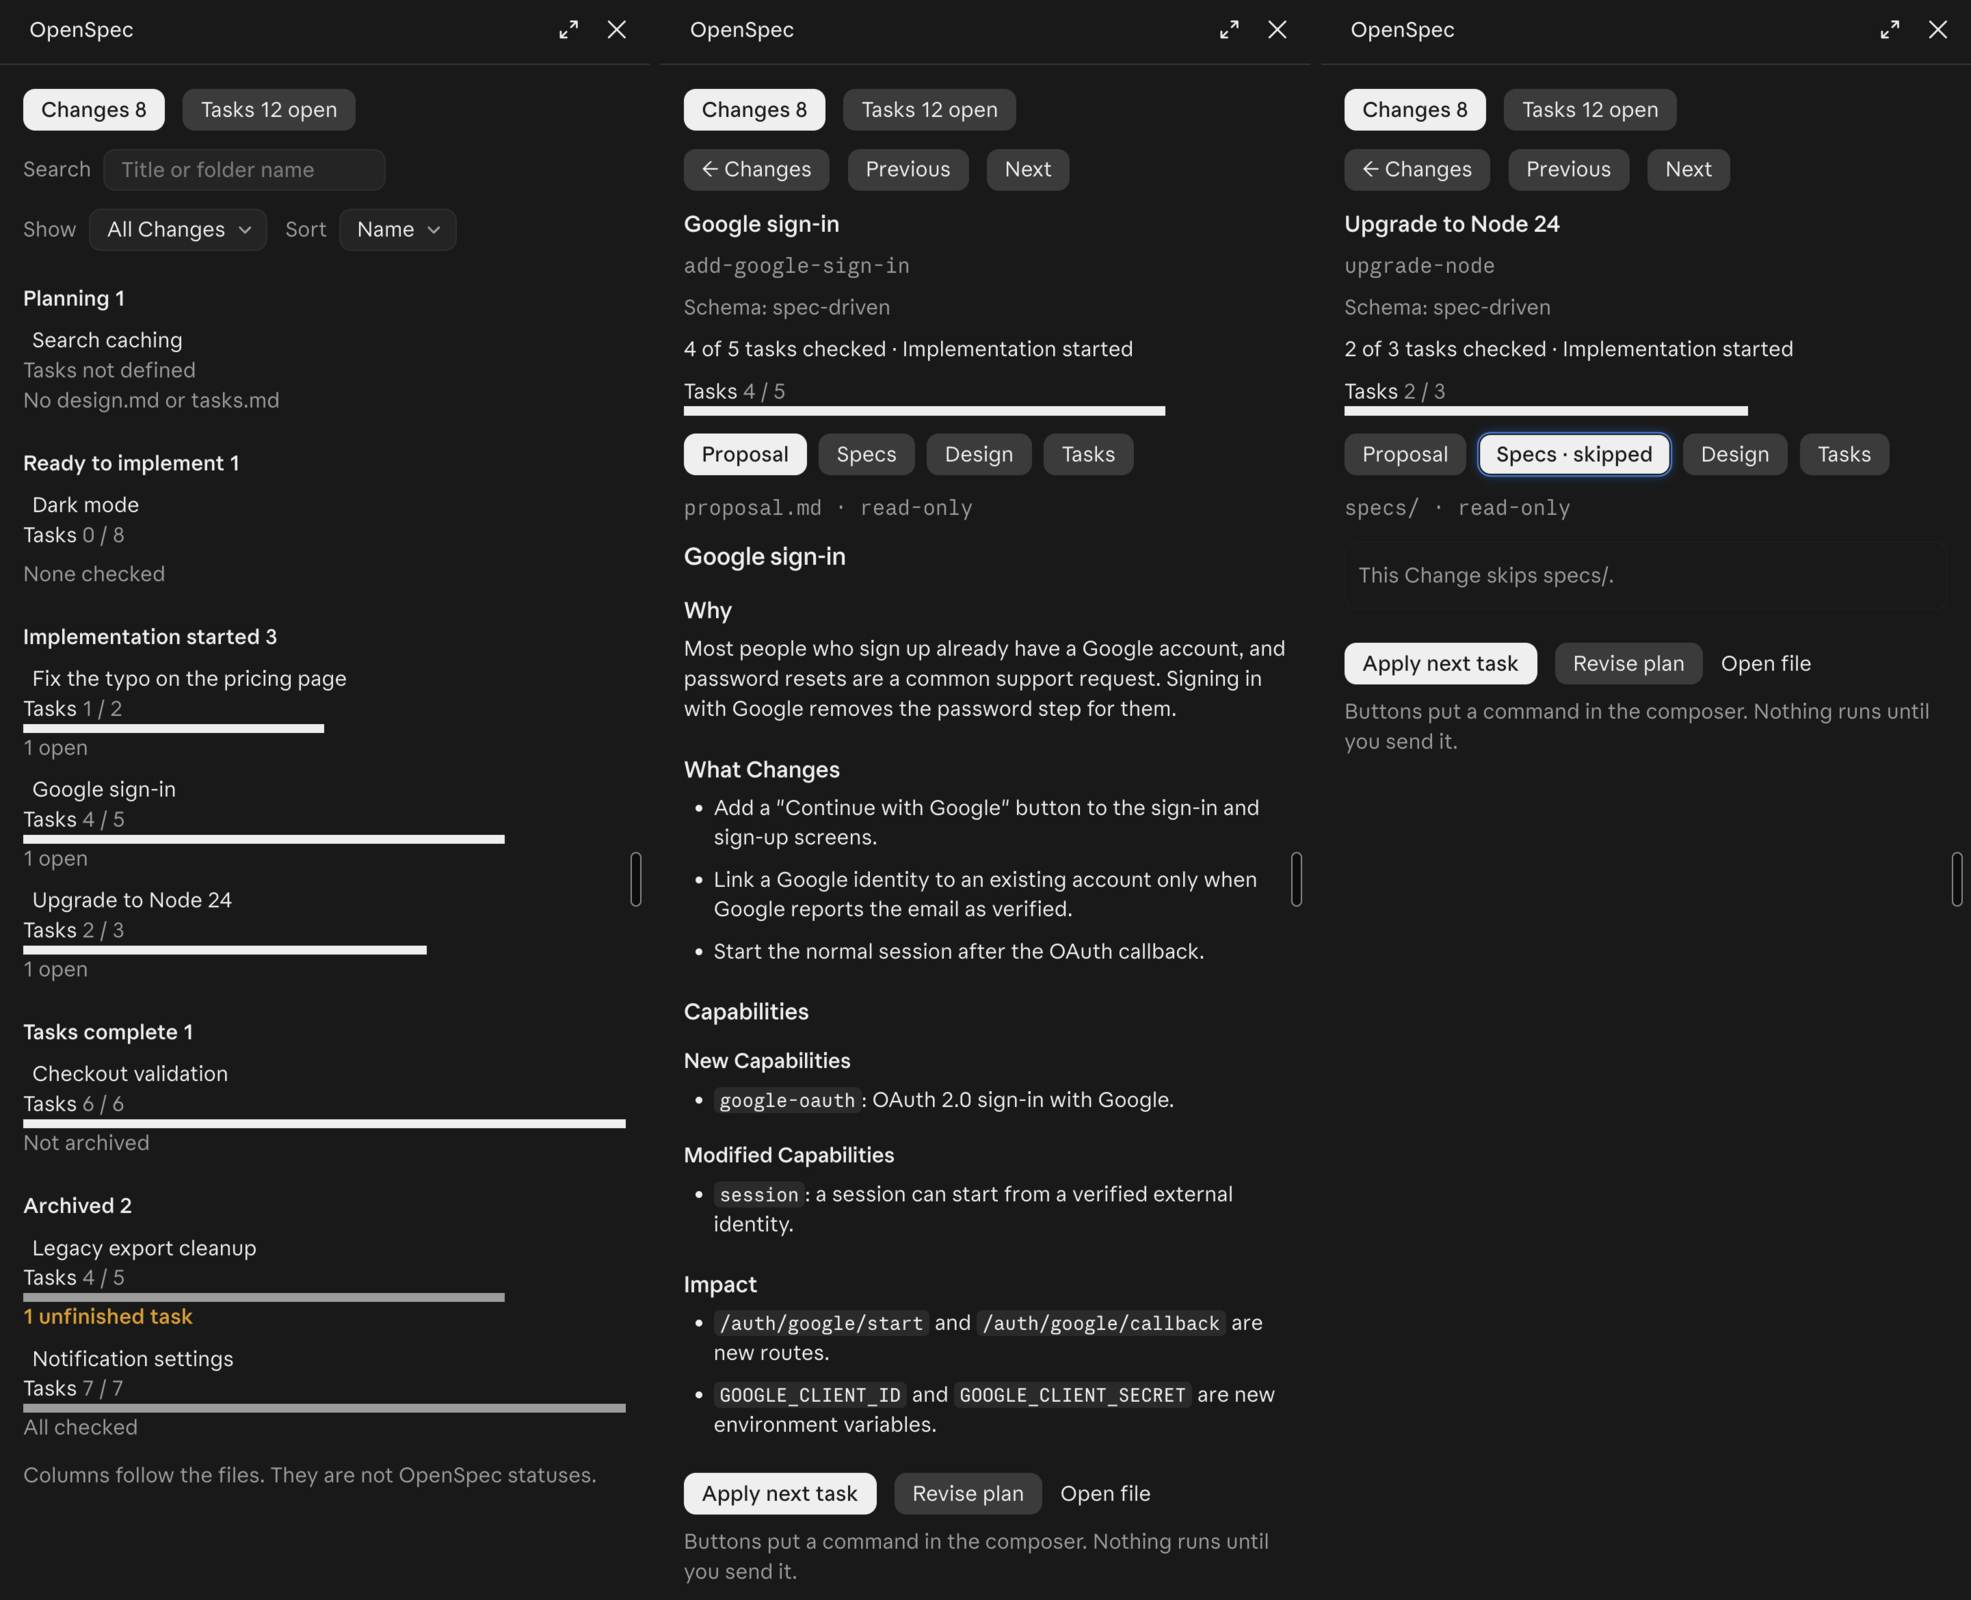 OpenSpec
Changes 8
Tasks 12 open
Search
Title or folder name
Show
All Changes
Sort
Name
Planning 1
Search caching
Tasks not defined
No design.md or tasks.md
Ready to implement 1
Dark mode
Tasks 0 / 8
None checked
Implementation started 3
Fix the typo on the pricing page
Tasks 1 / 2
1 open
Google sign-in
Tasks 4 / 5
1 open
Upgrade to Node 24
Tasks 2 / 3
1 open
Tasks complete 1
Checkout validation
Tasks 6 / 6
Not archived
Archived 2
Legacy export cleanup
Tasks 4 / 5
1 unfinished task
Notification settings
Tasks 7 / 7
All checked
Columns follow the files. They are not OpenSpec statuses.
OpenSpec
Changes 8
Tasks 12 open
← Changes
Previous
Next
Google sign-in
add-google-sign-in
Schema: spec-driven
4 of 5 tasks checked · Implementation started
Tasks 4 / 5
Proposal
Specs
Design
Tasks
proposal.md · read-only
Google sign-in
Why
Most people who sign up already have a Google account, and
password resets are a common support request. Signing in
with Google removes the password step for them.
What Changes
• Add a "Continue with Google" button to the sign-in and
sign-up screens.
• Link a Google identity to an existing account only when
Google reports the email as verified.
• Start the normal session after the OAuth callback.
Capabilities
New Capabilities
• google-oauth: OAuth 2.0 sign-in with Google.
Modified Capabilities
• session: a session can start from a verified external
identity.
Impact
• /auth/google/start and /auth/google/callback are
new routes.
• GOOGLE_CLIENT_ID and GOOGLE_CLIENT_SECRET are new
environment variables.
Apply next task
Revise plan
Open file
Buttons put a command in the composer. Nothing runs until
you send it.
OpenSpec
Changes 8
Tasks 12 open
← Changes
Previous
Next
Upgrade to Node 24
upgrade-node
Schema: spec-driven
2 of 3 tasks checked · Implementation started
Tasks 2 / 3
Proposal
Specs · skipped
Design
Tasks
specs/ · read-only
This Change skips specs/.
Apply next task
Revise plan
Open file
Buttons put a command in the composer. Nothing runs until
you send it.